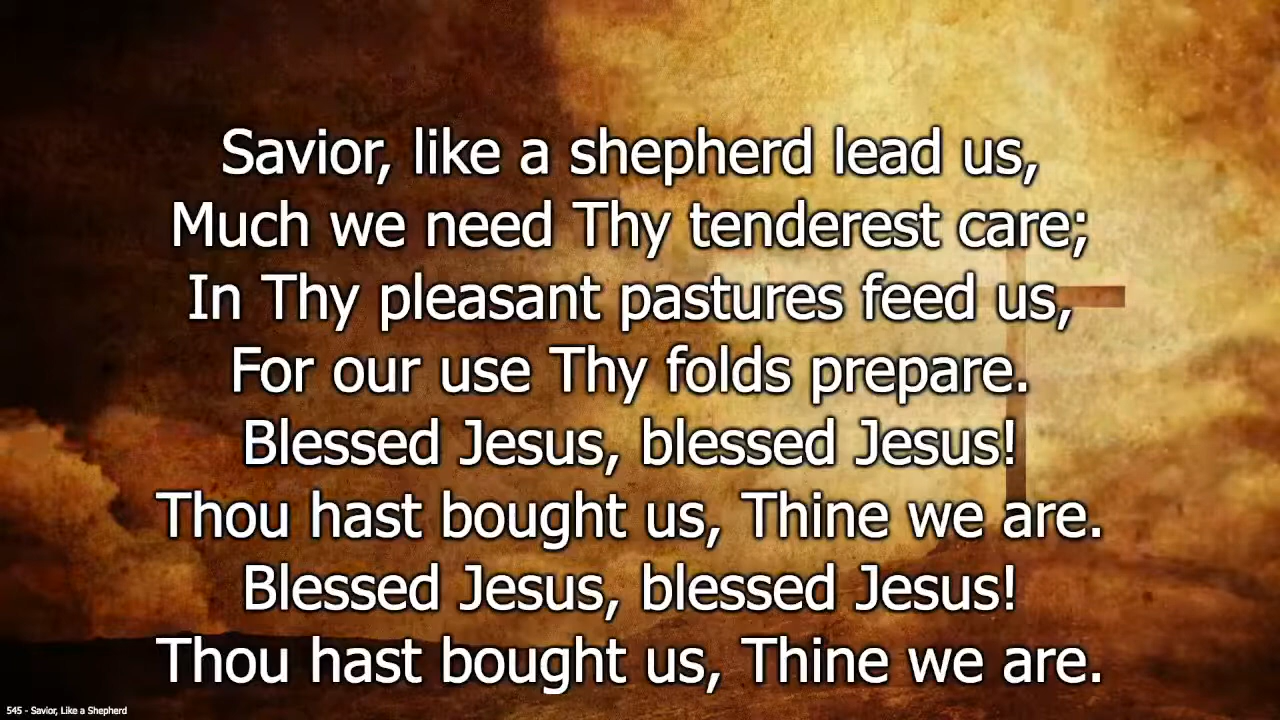 Savior, like a shepherd lead us,
Much we need Thy tenderest care;
In Thy pleasant pastures feed us,
For our use Thy folds prepare.
Blessed Jesus, blessed Jesus!
Thou hast bought us, Thine we are.
Blessed Jesus, blessed Jesus!
Thou hast bought us, Thine we are.
545 - Savior, Like a Shepherd